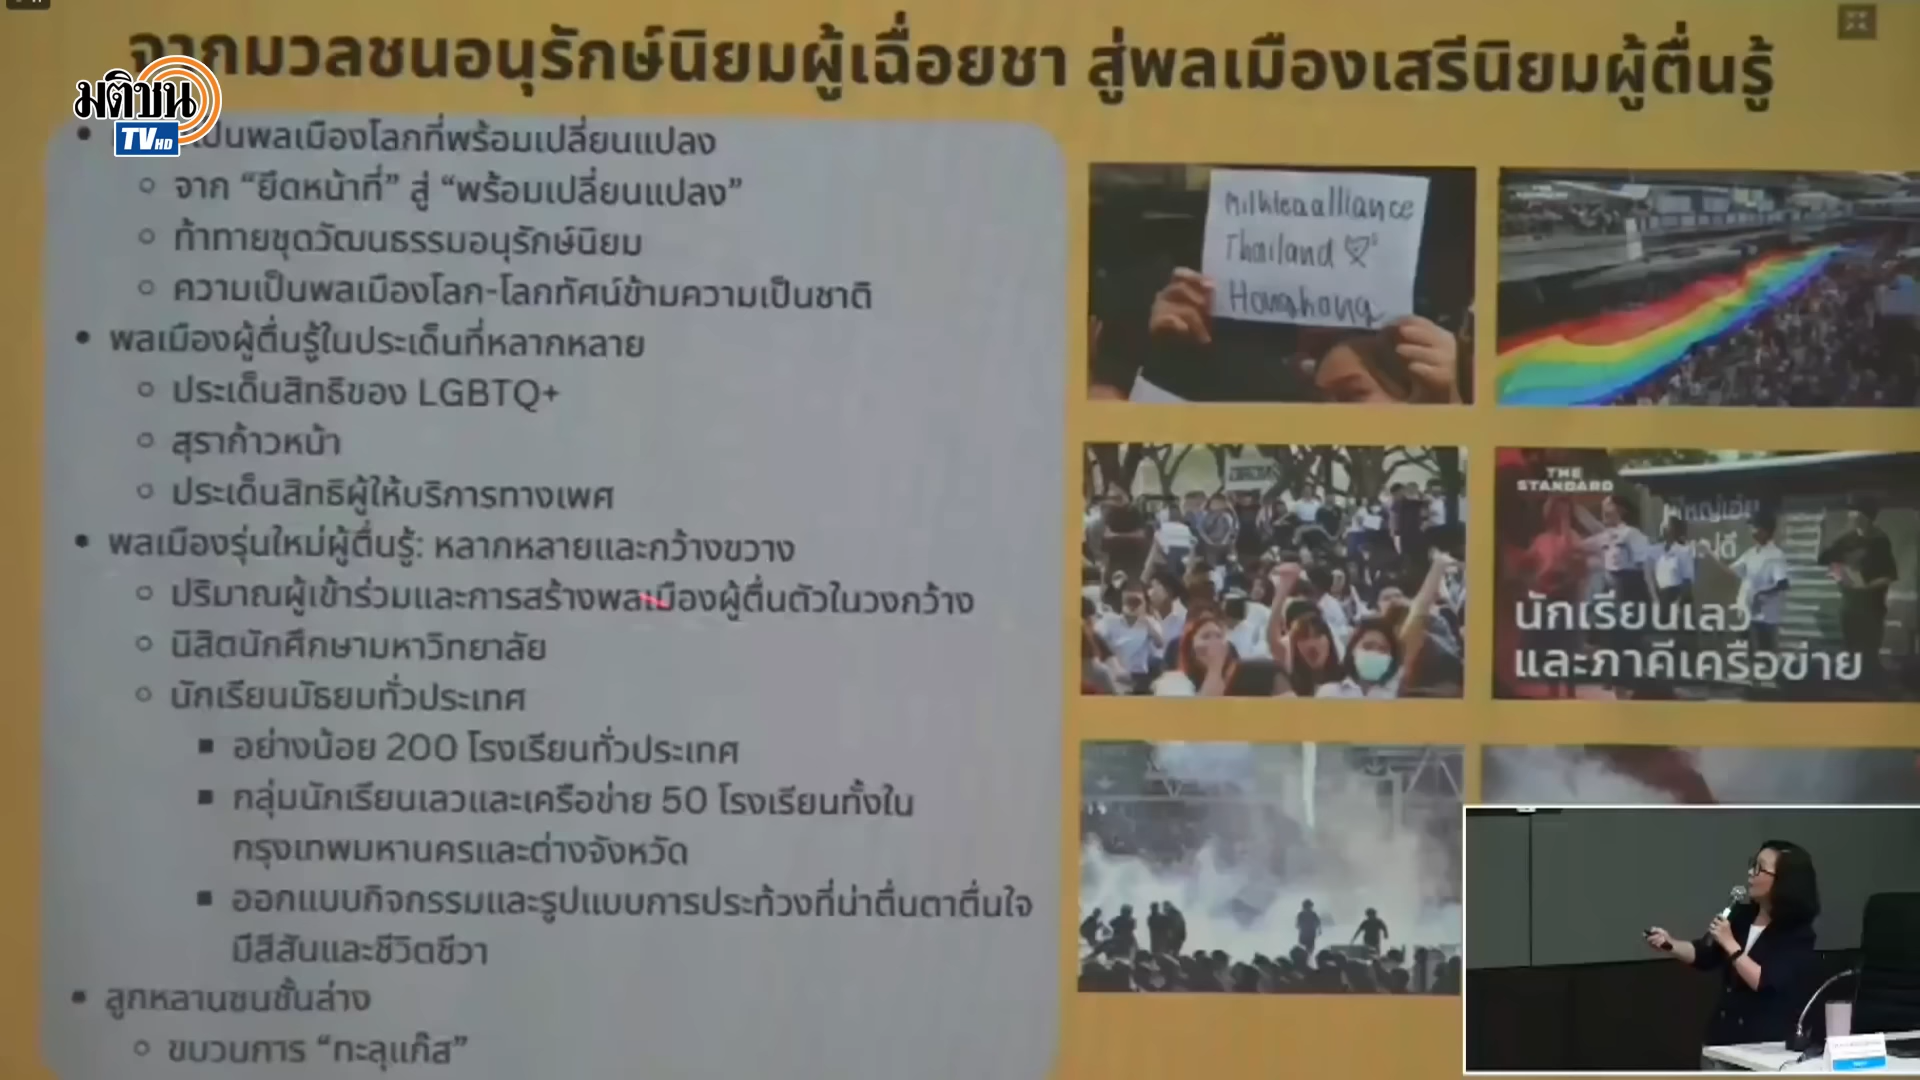 จากมวลชนอนุรักษ์นิยมผู้เฉื่อยชา สู่พลเมืองเสรีนิยมผู้ตื่นรู้
มติชน
TV HD
เป็นพลเมืองโลกที่พร้อมเปลี่ยนแปลง
จาก “ยึดหน้าที่” สู่ “พร้อมเปลี่ยนแปลง”
ท้าทายชุดวัฒนธรรมอนุรักษ์นิยม
ความเป็นพลเมืองโลก-โลกทัศน์ข้ามความเป็นชาติ
พลเมืองผู้ตื่นรู้ในประเด็นที่หลากหลาย
ประเด็นสิทธิของ LGBTQ+
สุราก้าวหน้า
ประเด็นสิทธิผู้ให้บริการทางเพศ
พลเมืองรุ่นใหม่ผู้ตื่นรู้: หลากหลายและกว้างขวาง
ปริมาณผู้เข้าร่วมและการสร้างพลเมืองผู้ตื่นตัวในวงกว้าง
นิสิตนักศึกษามหาวิทยาลัย
นักเรียนมัธยมทั่วประเทศ
อย่างน้อย 200 โรงเรียนทั่วประเทศ
กลุ่มนักเรียนเลวและเครือข่าย 50 โรงเรียนทั้งใน
กรุงเทพมหานครและต่างจังหวัด
ออกแบบกิจกรรมและรูปแบบการประท้วงที่น่าตื่นตาตื่นใจ
มีสีสันและชีวิตชีวา
ลูกหลานชนชั้นล่าง
ขบวนการ “ทะลุแก๊ส”
milkteaalliance
Thailand
Hongkong
THE
STANDARD
นักเรียนเลว
และภาคีเครือข่าย